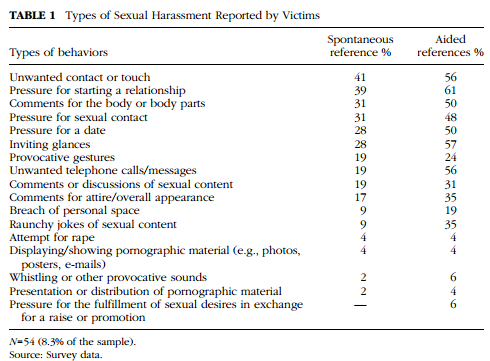 TABLE 1 Types of Sexual Harassment Reported by Victims
Types of behaviors Spontaneous reference % Aided references %
Unwanted contact or touch 41 56
Pressure for starting a relationship 39 61
Comments for the body or body parts 31 50
Pressure for sexual contact 31 48
Pressure for a date 28 50
Inviting glances 28 57
Provocative gestures 19 24
Unwanted telephone calls/messages 19 56
Comments or discussions of sexual content 19 31
Comments for attire/overall appearance 17 35
Breach of personal space 9 19
Raunchy jokes of sexual content 9 35
Attempt for rape 4 4
Displaying/showing pornographic material (e.g., photos, 4 4
posters, e-mails)
Whistling or other provocative sounds 2 6
Presentation or distribution of pornographic material 2 4
Pressure for the fulfillment of sexual desires in exchange — 6
for a raise or promotion
N=54 (8.3% of the sample).
Source: Survey data.